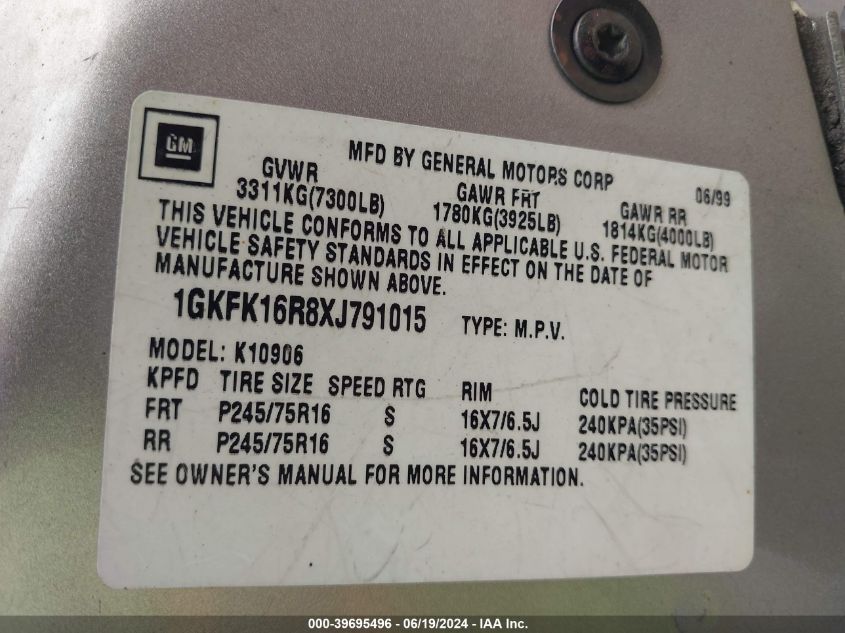 GM
MFD BY GENERAL MOTORS CORP 06/99
GVWR GAWR FRT GAWR RR
3311KG(7300LB) 1780KG(3925LB) 1814KG(4000LB)
THIS VEHICLE CONFORMS TO ALL APPLICABLE U.S. FEDERAL MOTOR
VEHICLE SAFETY STANDARDS IN EFFECT ON THE DATE OF
MANUFACTURE SHOWN ABOVE.
1GKFK16R8XJ791015 TYPE: M.P.V.
MODEL: K10906
KPFD TIRE SIZE SPEED RTG RIM COLD TIRE PRESSURE
FRT P245/75R16 S 16X7/6.5J 240KPA(35PSI)
RR P245/75R16 S 16X7/6.5J 240KPA(35PSI)
SEE OWNER'S MANUAL FOR MORE INFORMATION.
000-39695496 - 06/19/2024 - IAA Inc.